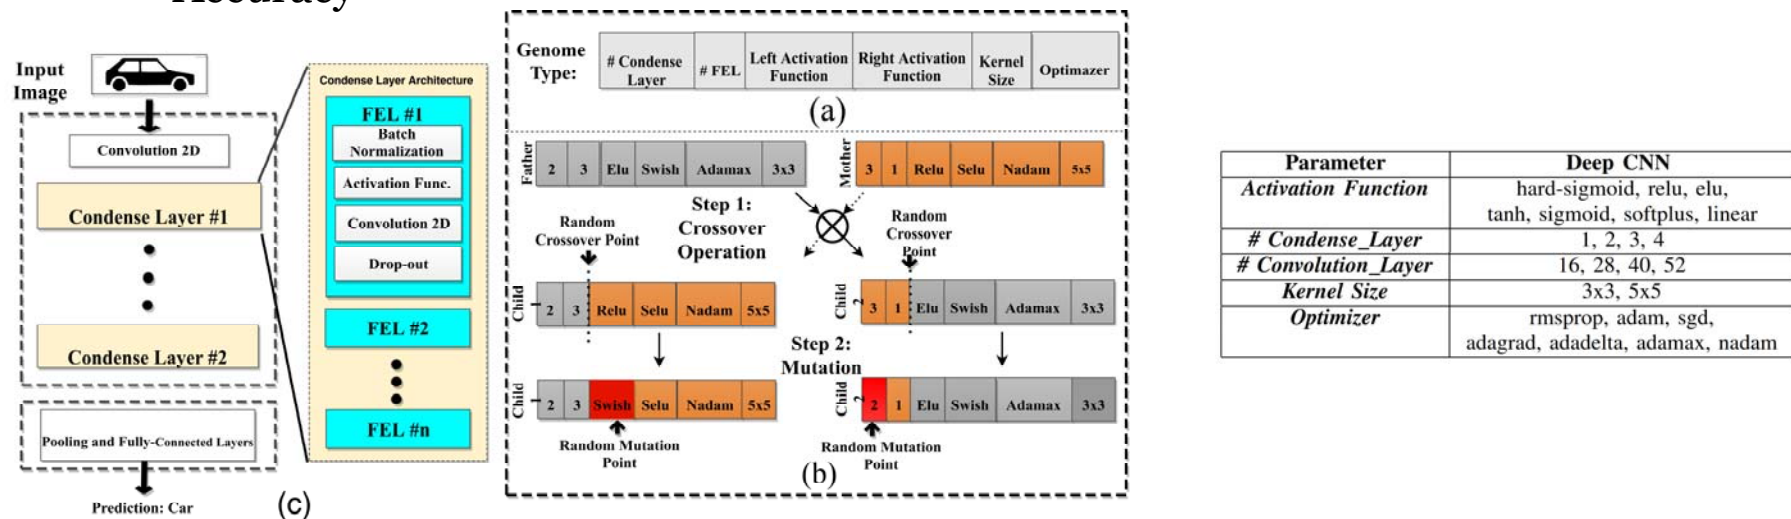 Accuracy
Input
Image
Convolution 2D
Condense Layer #1
Condense Layer #2
Pooling and Fully-Connected Layers
Prediction: Car
(c)
Condense Layer Architecture
FEL #1
Batch
Normalization
Activation Func.
Convolution 2D
Drop-out
FEL #2
FEL #n
Genome
Type:
# Condense
Layer
# FEL
Left Activation
Function
Right Activation
Function
Kernel
Size
Optimazer
(a)
Father
2 3 Elu Swish Adamax 3x3
Mother
3 1 Relu Selu Nadam 5x5
Step 1:
Crossover
Operation
Random
Crossover Point
Random
Crossover
Point
Child
1
2 3 Relu Selu Nadam 5x5
Child
2
3 1 Elu Swish Adamax 3x3
Step 2:
Mutation
Child
1
2 3 Swish Selu Nadam 5x5
Child
2
2 1 Elu Swish Adamax 3x3
Random Mutation
Point
Random Mutation
Point
(b)
Parameter Deep CNN
Activation Function hard-sigmoid, relu, elu,
tanh, sigmoid, softplus, linear
# Condense_Layer 1, 2, 3, 4
# Convolution_Layer 16, 28, 40, 52
Kernel Size 3x3, 5x5
Optimizer rmsprop, adam, sgd,
adagrad, adadelta, adamax, nadam